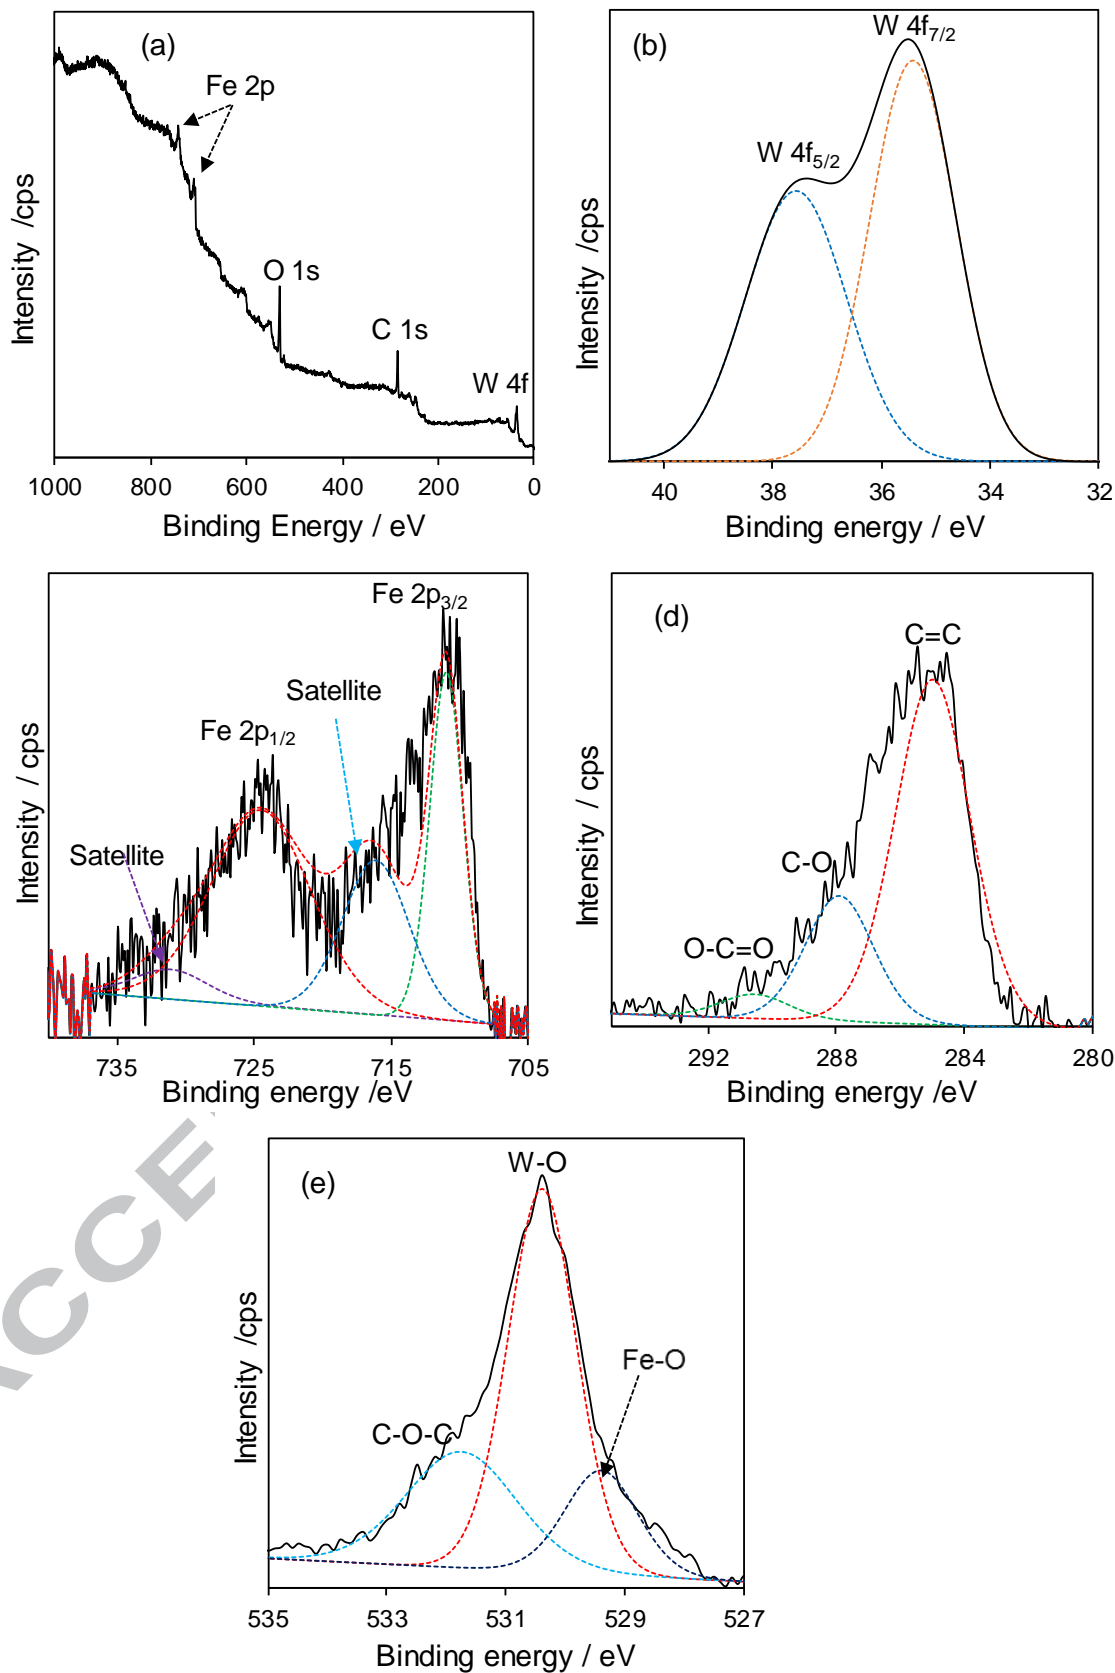 (a)
Fe 2p
O 1s
C 1s
W 4f
Intensity /cps
1000 800 600 400 200 0
Binding Energy / eV
(b)
W 4f7/2
W 4f5/2
Intensity /cps
40 38 36 34 32
Binding energy / eV
Fe 2p3/2
Satellite
Fe 2p1/2
Satellite
Intensity / cps
735 725 715 705
Binding energy /eV
(d)
C=C
C-O
O-C=O
Intensity / cps
292 288 284 280
Binding energy /eV
(e)
W-O
Fe-O
C-O-C
Intensity /cps
535 533 531 529 527
Binding energy / eV
ACCE